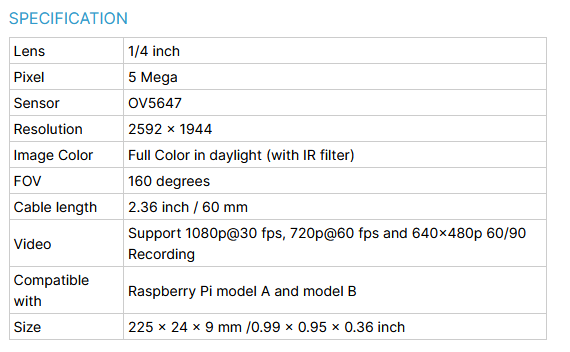 SPECIFICATION
Lens 1/4 inch
Pixel 5 Mega
Sensor OV5647
Resolution 2592 × 1944
Image Color Full Color in daylight (with IR filter)
FOV 160 degrees
Cable length 2.36 inch / 60 mm
Video Support 1080p@30 fps, 720p@60 fps and 640×480p 60/90
Recording
Compatible
with Raspberry Pi model A and model B
Size 225 × 24 × 9 mm /0.99 × 0.95 × 0.36 inch